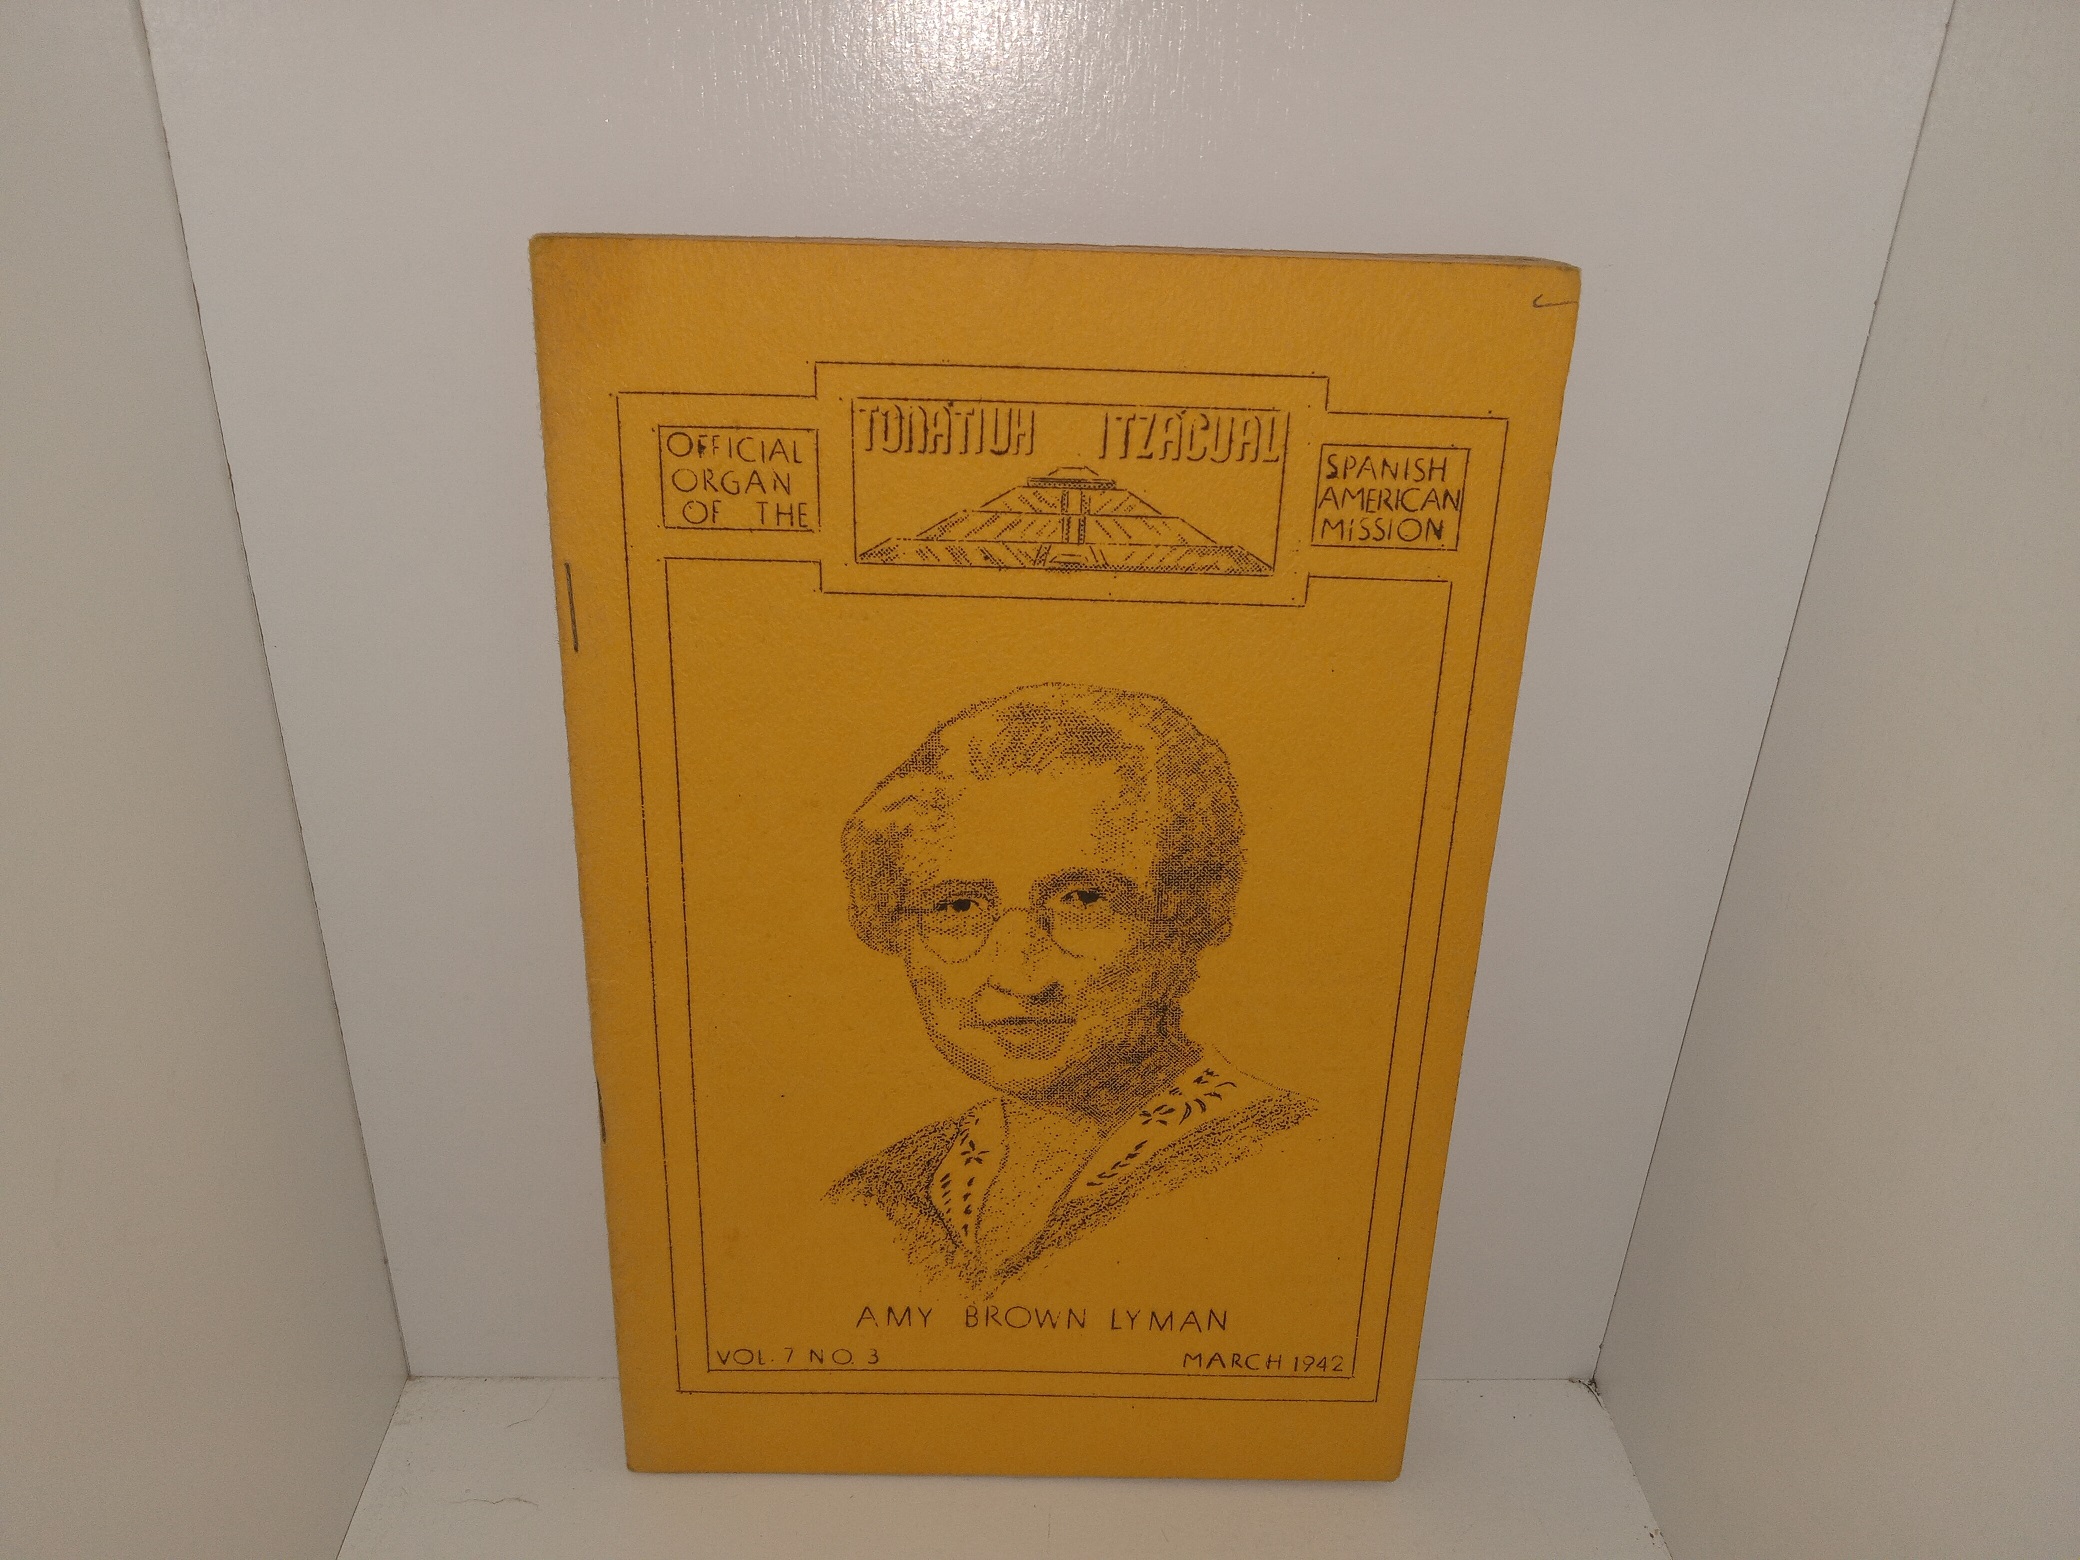 TONATIUH ITZACUAL
OFFICIAL
ORGAN
OF THE
SPANISH
AMERICAN
MISSION
AMY BROWN LYMAN
VOL. 7 NO. 3
MARCH 1942